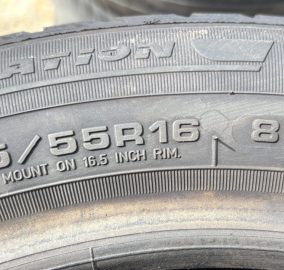 ATION
5/55R16 8
MOUNT ON 16.5 INCH RIM.